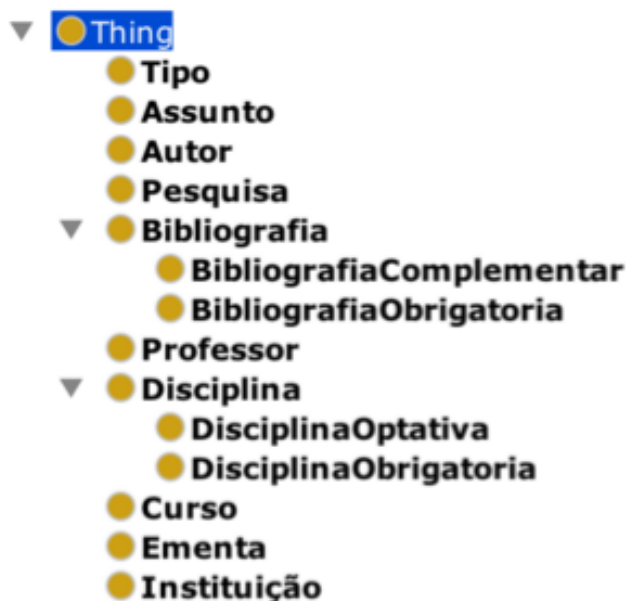 Thing
Tipo
Assunto
Autor
Pesquisa
Bibliografia
BibliografiaComplementar
BibliografiaObrigatoria
Professor
Disciplina
DisciplinaOptativa
DisciplinaObrigatoria
Curso
Ementa
Instituição